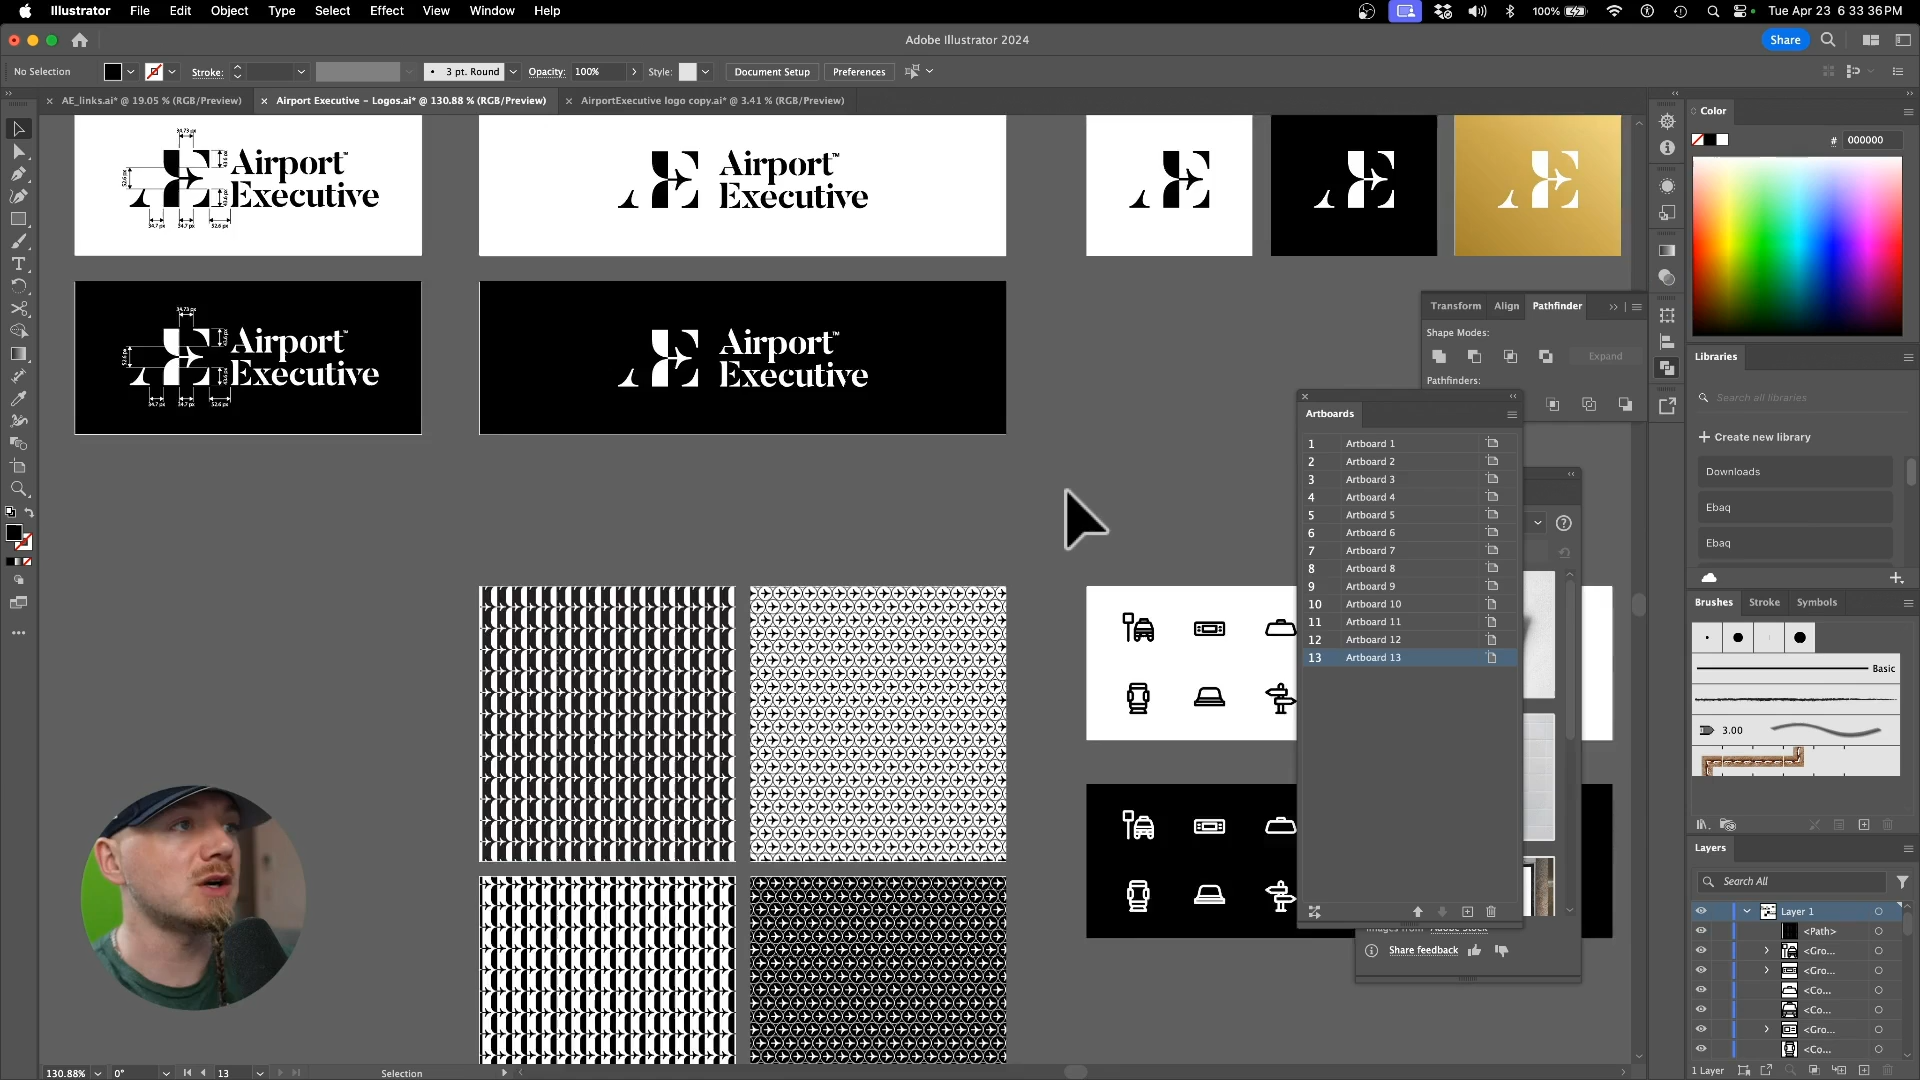 Illustrator File Edit Object Type Select Effect View Window Help
100% Tue Apr 23 6 33 36 PM
Adobe Illustrator 2024
Share
No Selection Stroke: 3 pt. Round Opacity: 100% Style: Document Setup Preferences
AE_links.ai* @ 19.05 % (RGB/Preview)
Airport Executive – Logos.ai* @ 130.88 % (RGB/Preview)
AirportExecutive logo copy.ai* @ 3.41 % (RGB/Preview)
Airport™
Executive
Airport™
Executive
Airport™
Executive
Airport™
Executive
Transform Align Pathfinder
Shape Modes:
Expand
Pathfinders:
Artboards
1 Artboard 1
2 Artboard 2
3 Artboard 3
4 Artboard 4
5 Artboard 5
6 Artboard 6
7 Artboard 7
8 Artboard 8
9 Artboard 9
10 Artboard 10
11 Artboard 11
12 Artboard 12
13 Artboard 13
Share feedback
Color
# 000000
Libraries
Search all libraries
Create new library
Downloads
Ebaq
Ebaq
Brushes Stroke Symbols
Basic
3.00
Layers
Search All
Layer 1
<Path>
<Gro...
<Gro...
<Co...
<Co...
<Gro...
<Co...
1 Layer
130.88% 0° 13 Selection